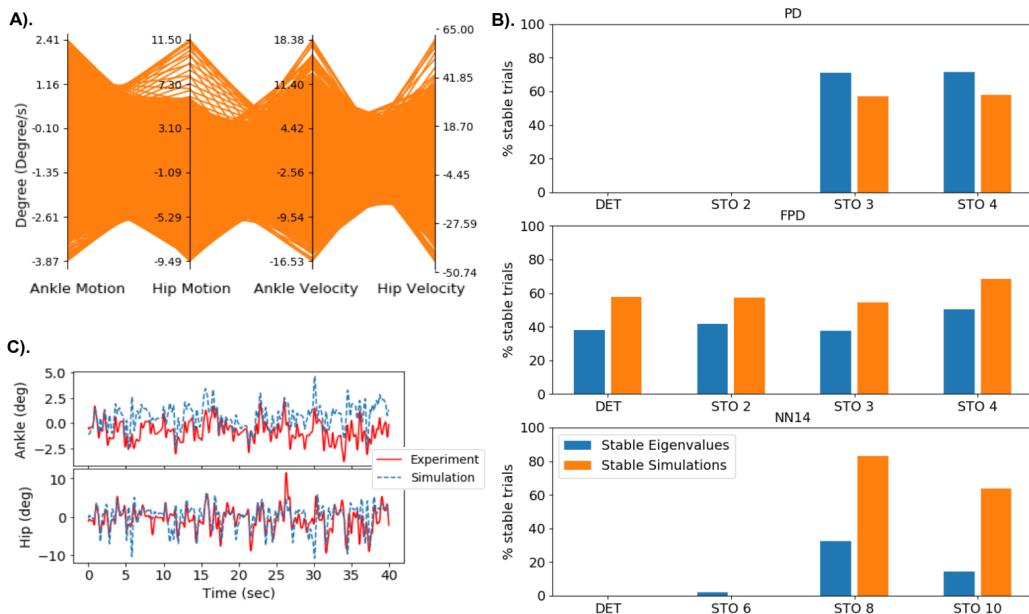 A).
2.41
1.16
-0.10
-1.35
-2.61
-3.87
Degree (Degree/s)
11.50
7.30
3.10
-1.09
-5.29
-9.49
18.38
11.40
4.42
-2.56
-9.54
-16.53
65.00
41.85
18.70
-4.45
-27.59
-50.74
Ankle Motion Hip Motion Ankle Velocity Hip Velocity
B).
PD
100
80
60
40
20
0
% stable trials
DET STO 2 STO 3 STO 4
FPD
100
80
60
40
20
0
% stable trials
DET STO 2 STO 3 STO 4
NN14
100
80
60
40
20
0
% stable trials
Stable Eigenvalues
Stable Simulations
DET STO 6 STO 8 STO 10
C).
5.0
2.5
0.0
−2.5
Ankle (deg)
Experiment
Simulation
10
0
−10
Hip (deg)
0 5 10 15 20 25 30 35 40
Time (sec)